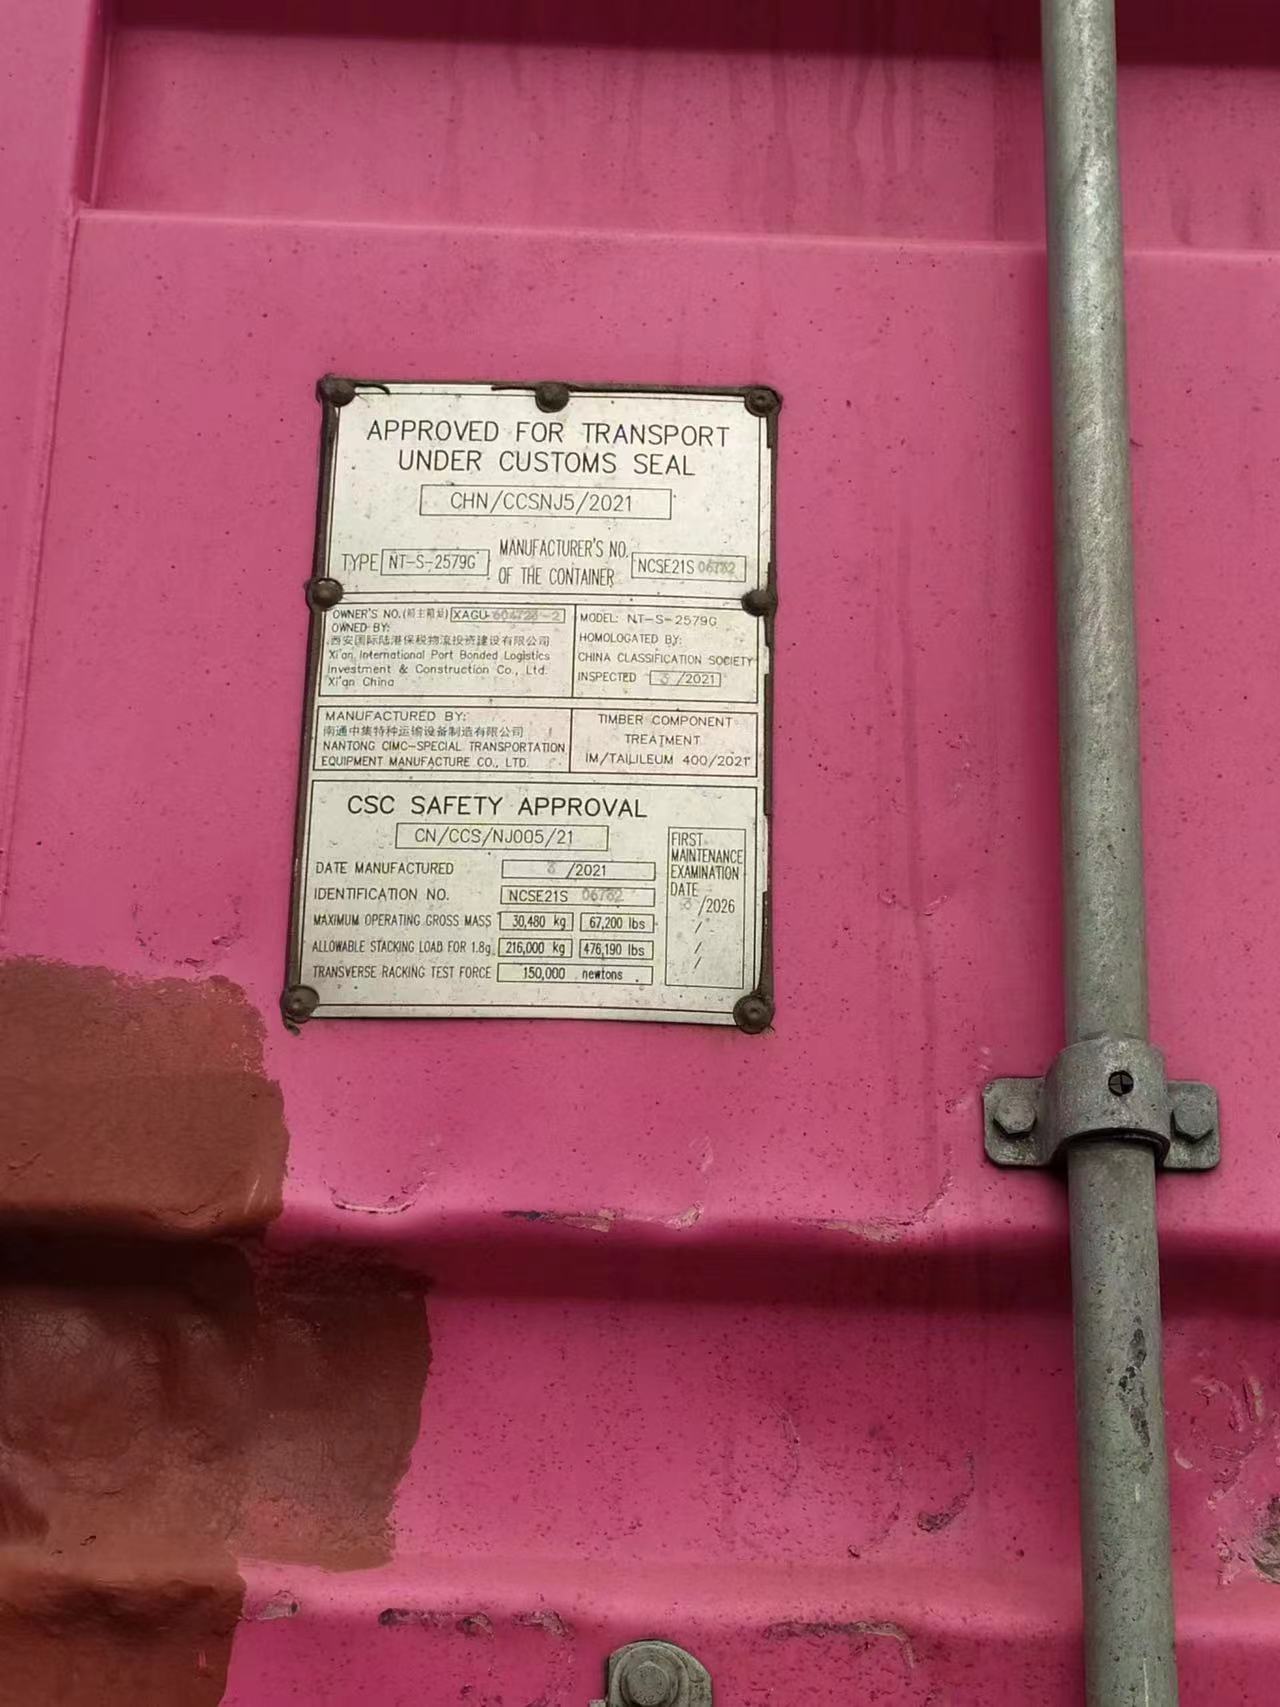 APPROVED FOR TRANSPORT
UNDER CUSTOMS SEAL
CHN/CCSNJ5/2021
TYPE NT-S-2579G MANUFACTURER'S NO. OF THE CONTAINER NCSE21S
OWNER'S NO.(箱主箱号) XAGU
OWNED BY:
西安国际陆港保税物流投资建设有限公司
Xi'an International Port Bonded Logistics
Investment & Construction Co., Ltd.
Xi'an China
MODEL: NT-S-2579G
HOMOLOGATED BY:
CHINA CLASSIFICATION SOCIETY
INSPECTED 3/2021
MANUFACTURED BY:
南通中集特种运输设备制造有限公司
NANTONG CIMC-SPECIAL TRANSPORTATION
EQUIPMENT MANUFACTURE CO., LTD.
TIMBER COMPONENT
TREATMENT
IM/TAILILEUM 400/2021
CSC SAFETY APPROVAL
CN/CCS/NJ005/21
DATE MANUFACTURED 3/2021
IDENTIFICATION NO. NCSE21S
MAXIMUM OPERATING GROSS MASS 30,480 kg 67,200 lbs
ALLOWABLE STACKING LOAD FOR 1.8g 216,000 kg 476,190 lbs
TRANSVERSE RACKING TEST FORCE 150,000 newtons
FIRST
MAINTENANCE
EXAMINATION
DATE
/2026
/
/
/